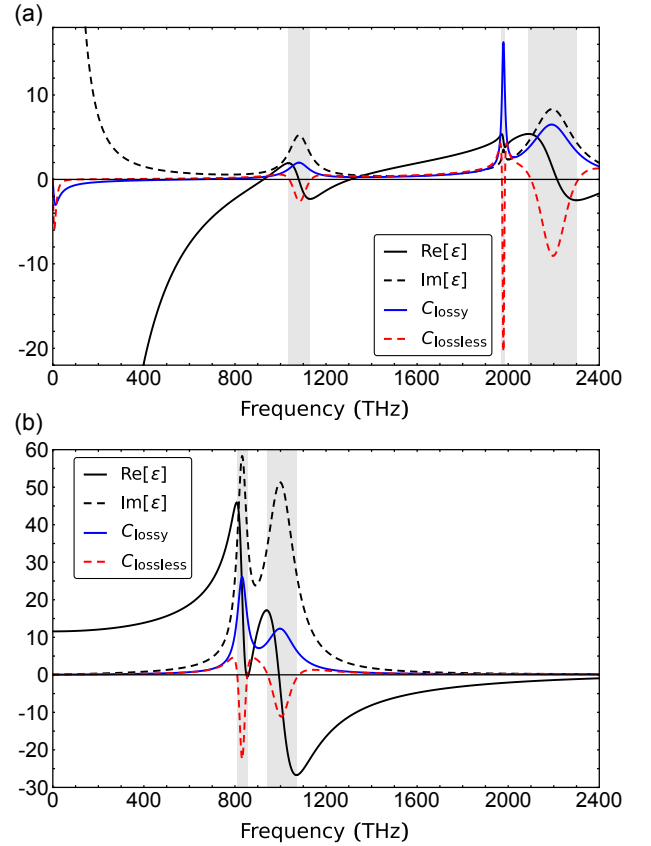 (a)
10
0
-10
-20
Re[ε]
Im[ε]
C_lossy
C_lossless
0 400 800 1200 1600 2000 2400
Frequency (THz)
(b)
60
50
40
30
20
10
0
-10
-20
-30
Re[ε]
Im[ε]
C_lossy
C_lossless
0 400 800 1200 1600 2000 2400
Frequency (THz)